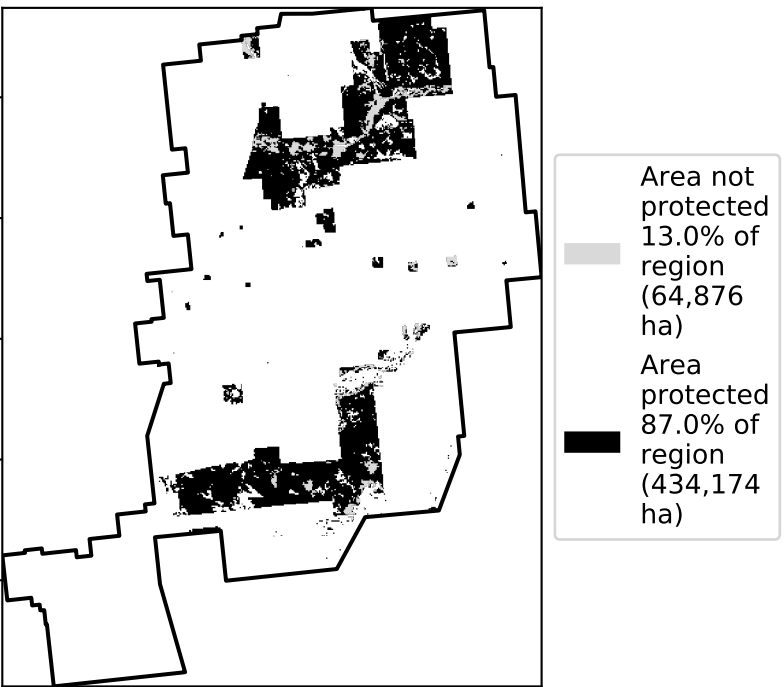 Area not
protected
13.0% of
region
(64,876
ha)
Area
protected
87.0% of
region
(434,174
ha)